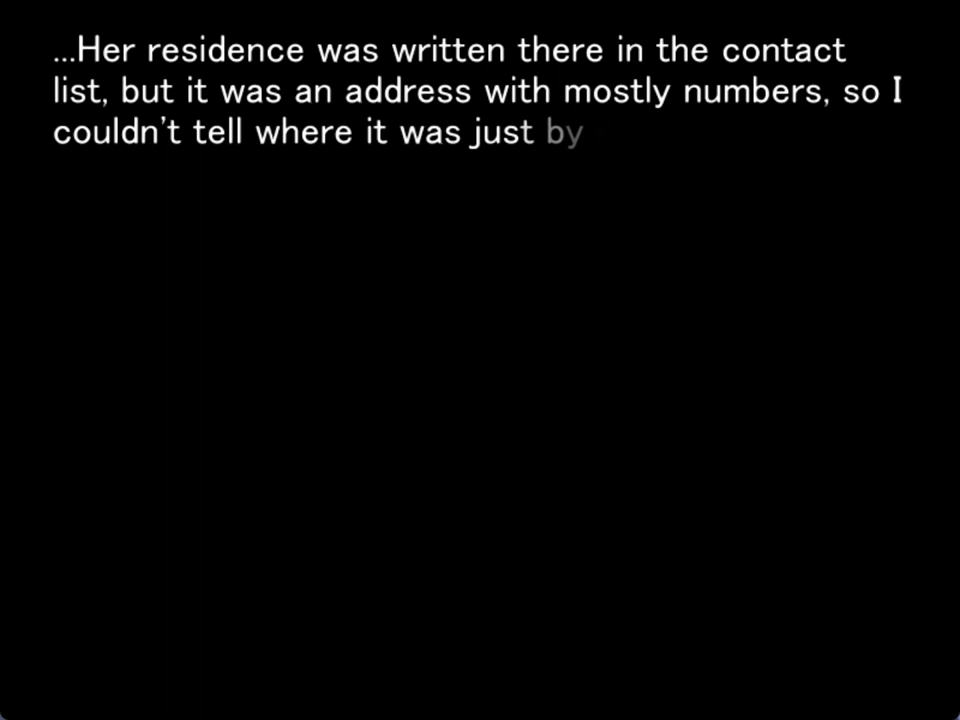 ...Her residence was written there in the contact
list, but it was an address with mostly numbers, so I
couldn't tell where it was just by